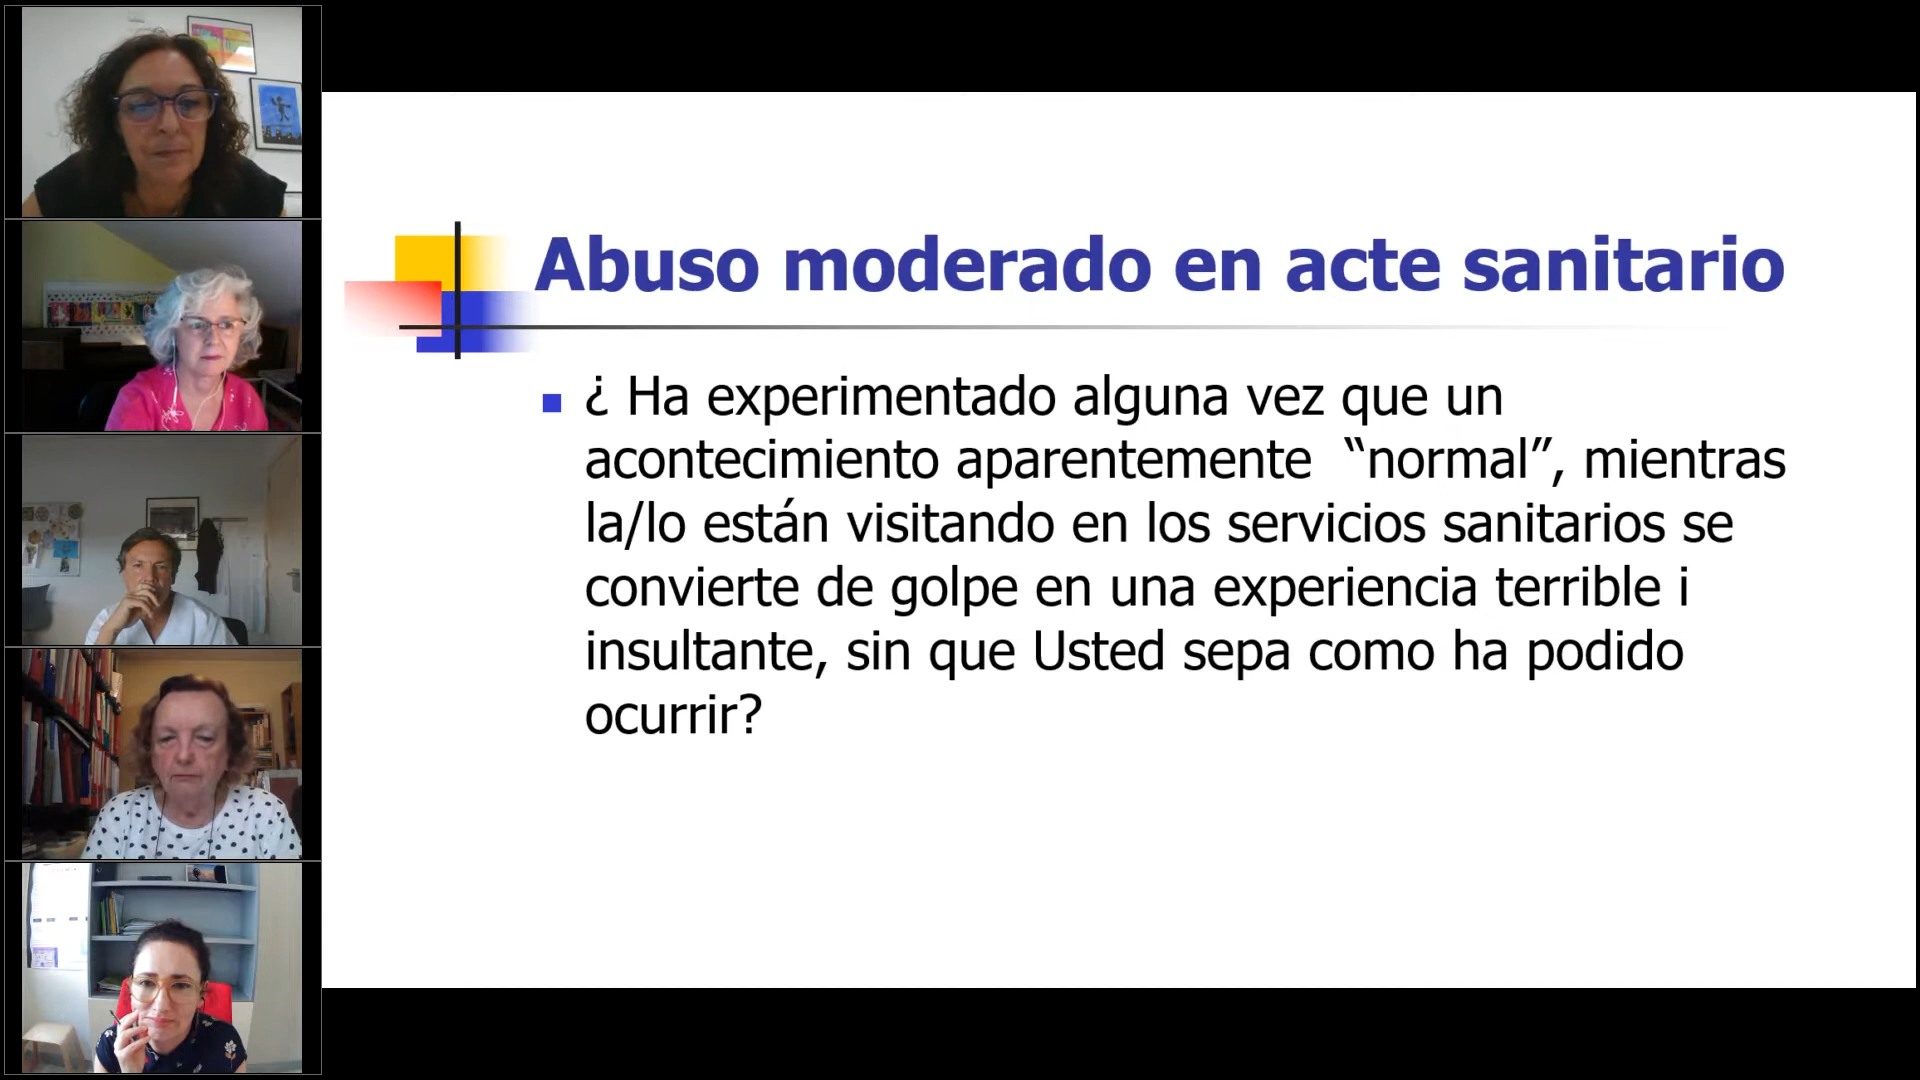 Abuso moderado en acte sanitario
¿ Ha experimentado alguna vez que un
acontecimiento aparentemente “normal”, mientras
la/lo están visitando en los servicios sanitarios se
convierte de golpe en una experiencia terrible i
insultante, sin que Usted sepa como ha podido
ocurrir?